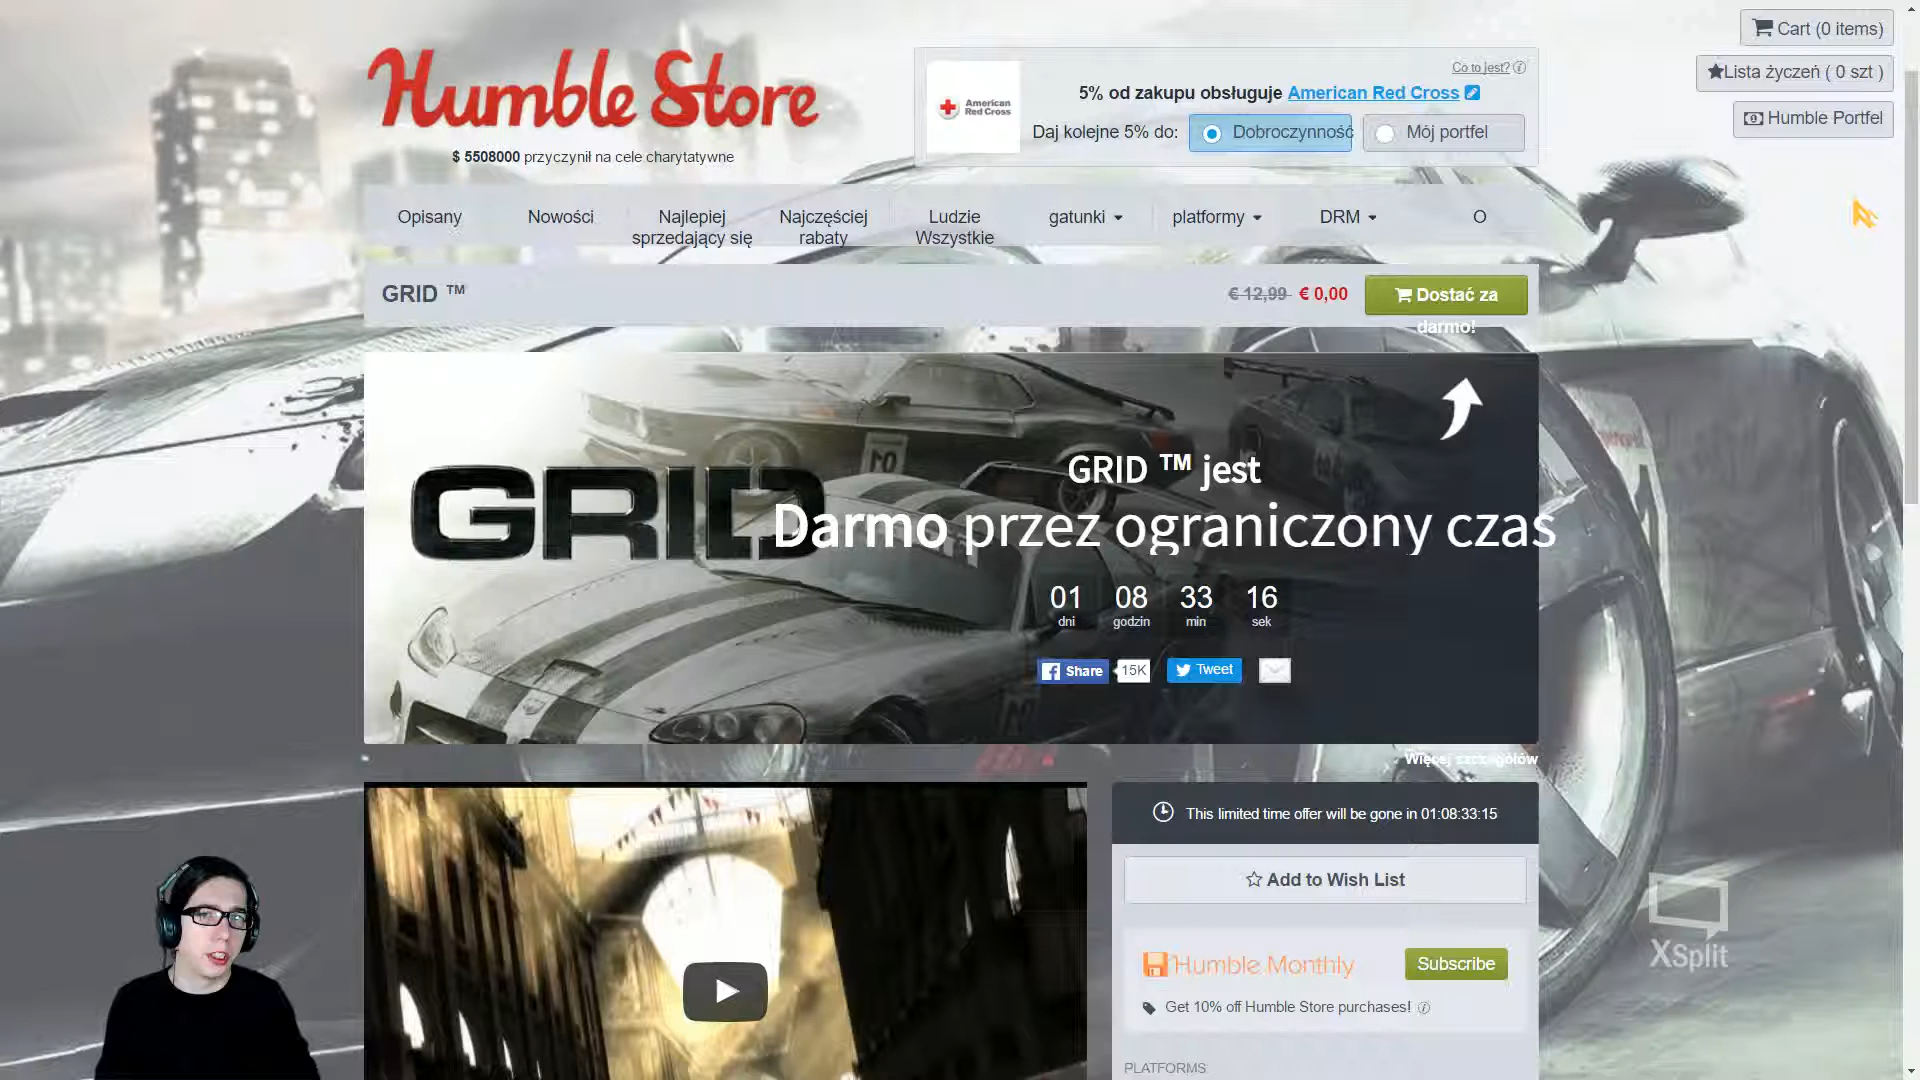 Humble Store
$ 5508000 przyczynił na cele charytatywne
Co to jest?
American
Red Cross
5% od zakupu obsługuje American Red Cross
Daj kolejne 5% do: Dobroczynność Mój portfel
Cart (0 items)
Lista życzeń ( 0 szt )
Humble Portfel
Opisany
Nowości
Najlepiej
sprzedający się
Najczęściej
rabaty
Ludzie
Wszystkie
gatunki
platformy
DRM
O
GRID ™
€ 12,99 € 0,00
Dostać za
darmo!
GRID
GRID ™ jest
Darmo przez ograniczony czas
01 08 33 16
dni godzin min sek
Share 15K Tweet
Więcej szczegółów
This limited time offer will be gone in 01:08:33:15
Add to Wish List
Humble Monthly
Subscribe
Get 10% off Humble Store purchases!
PLATFORMS
XSplit